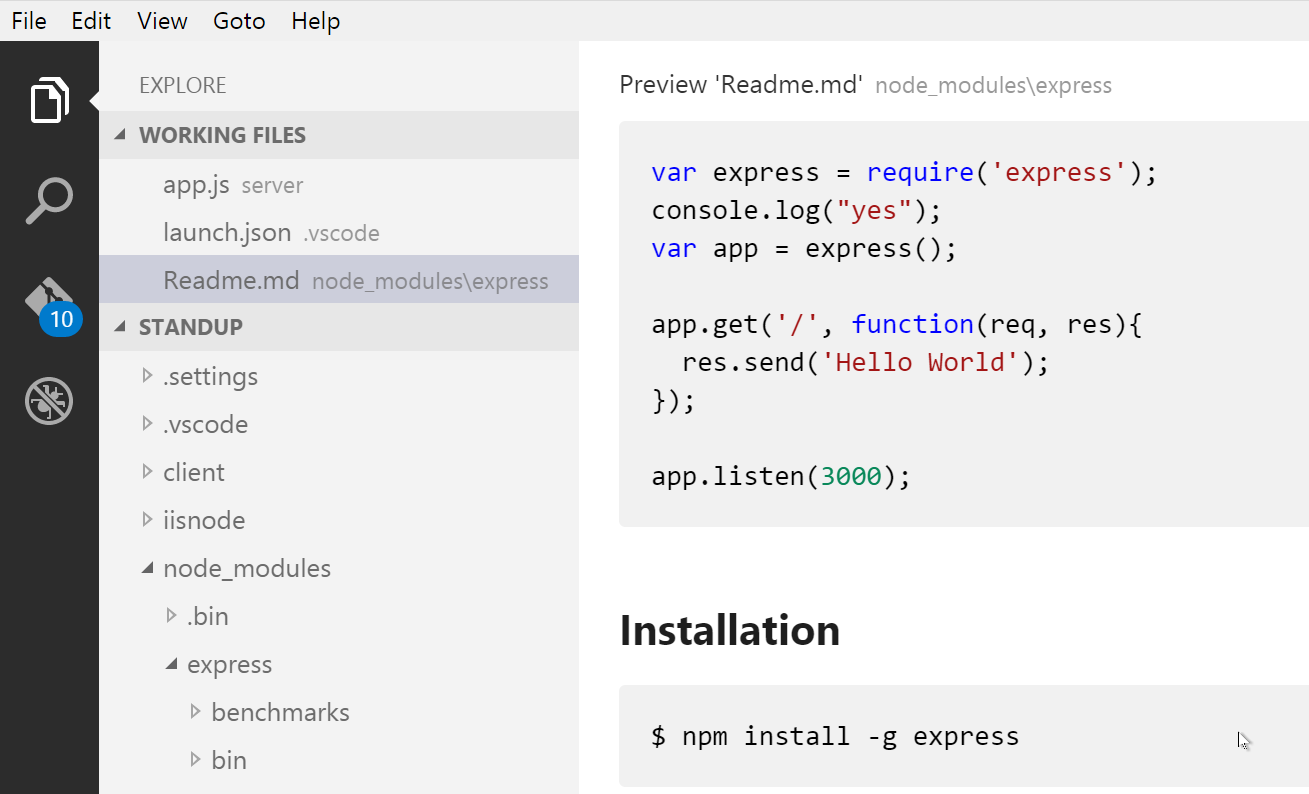 File Edit View Goto Help
EXPLORE
WORKING FILES
app.js server
launch.json .vscode
Readme.md node_modules\express
10
STANDUP
.settings
.vscode
client
iisnode
node_modules
.bin
express
benchmarks
bin
Preview 'Readme.md' node_modules\express
var express = require('express');
console.log("yes");
var app = express();
app.get('/', function(req, res){
  res.send('Hello World');
});
app.listen(3000);
Installation
$ npm install -g express